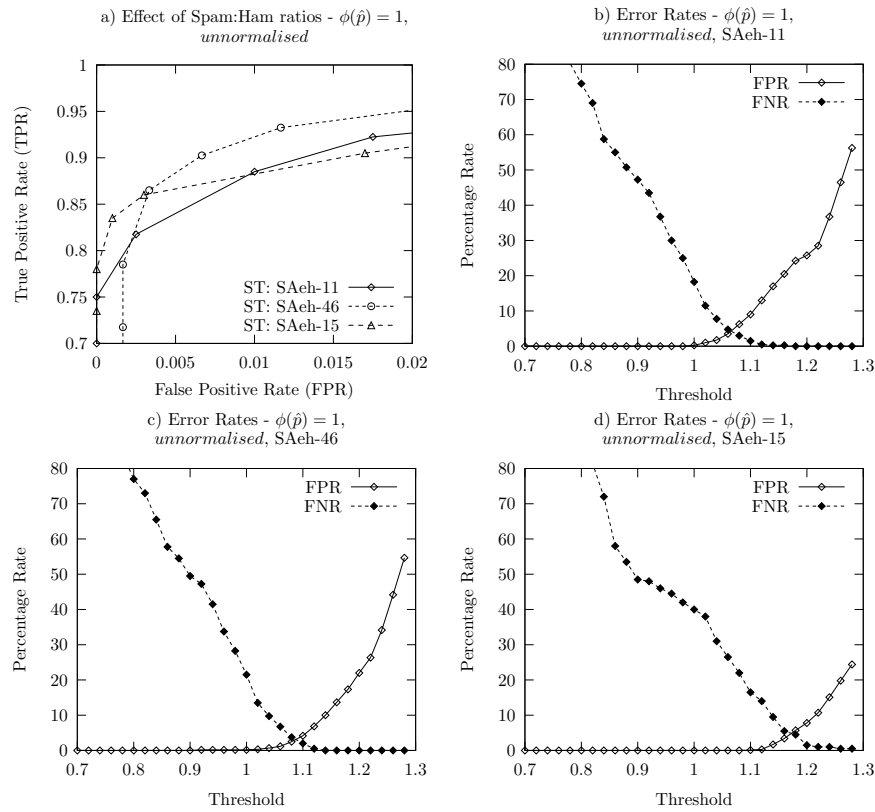 a) Effect of Spam:Ham ratios - ϕ(p̂) = 1,
unnormalised
1
0.95
0.9
0.85
0.8
0.75
0.7
True Positive Rate (TPR)
ST: SAeh-11
ST: SAeh-46
ST: SAeh-15
0
0.005
0.01
0.015
0.02
False Positive Rate (FPR)
b) Error Rates - ϕ(p̂) = 1,
unnormalised, SAeh-11
80
70
60
50
40
30
20
10
0
Percentage Rate
FPR
FNR
0.7
0.8
0.9
1
1.1
1.2
1.3
Threshold
c) Error Rates - ϕ(p̂) = 1,
unnormalised, SAeh-46
80
70
60
50
40
30
20
10
0
Percentage Rate
FPR
FNR
0.7
0.8
0.9
1
1.1
1.2
1.3
Threshold
d) Error Rates - ϕ(p̂) = 1,
unnormalised, SAeh-15
80
70
60
50
40
30
20
10
0
Percentage Rate
FPR
FNR
0.7
0.8
0.9
1
1.1
1.2
1.3
Threshold